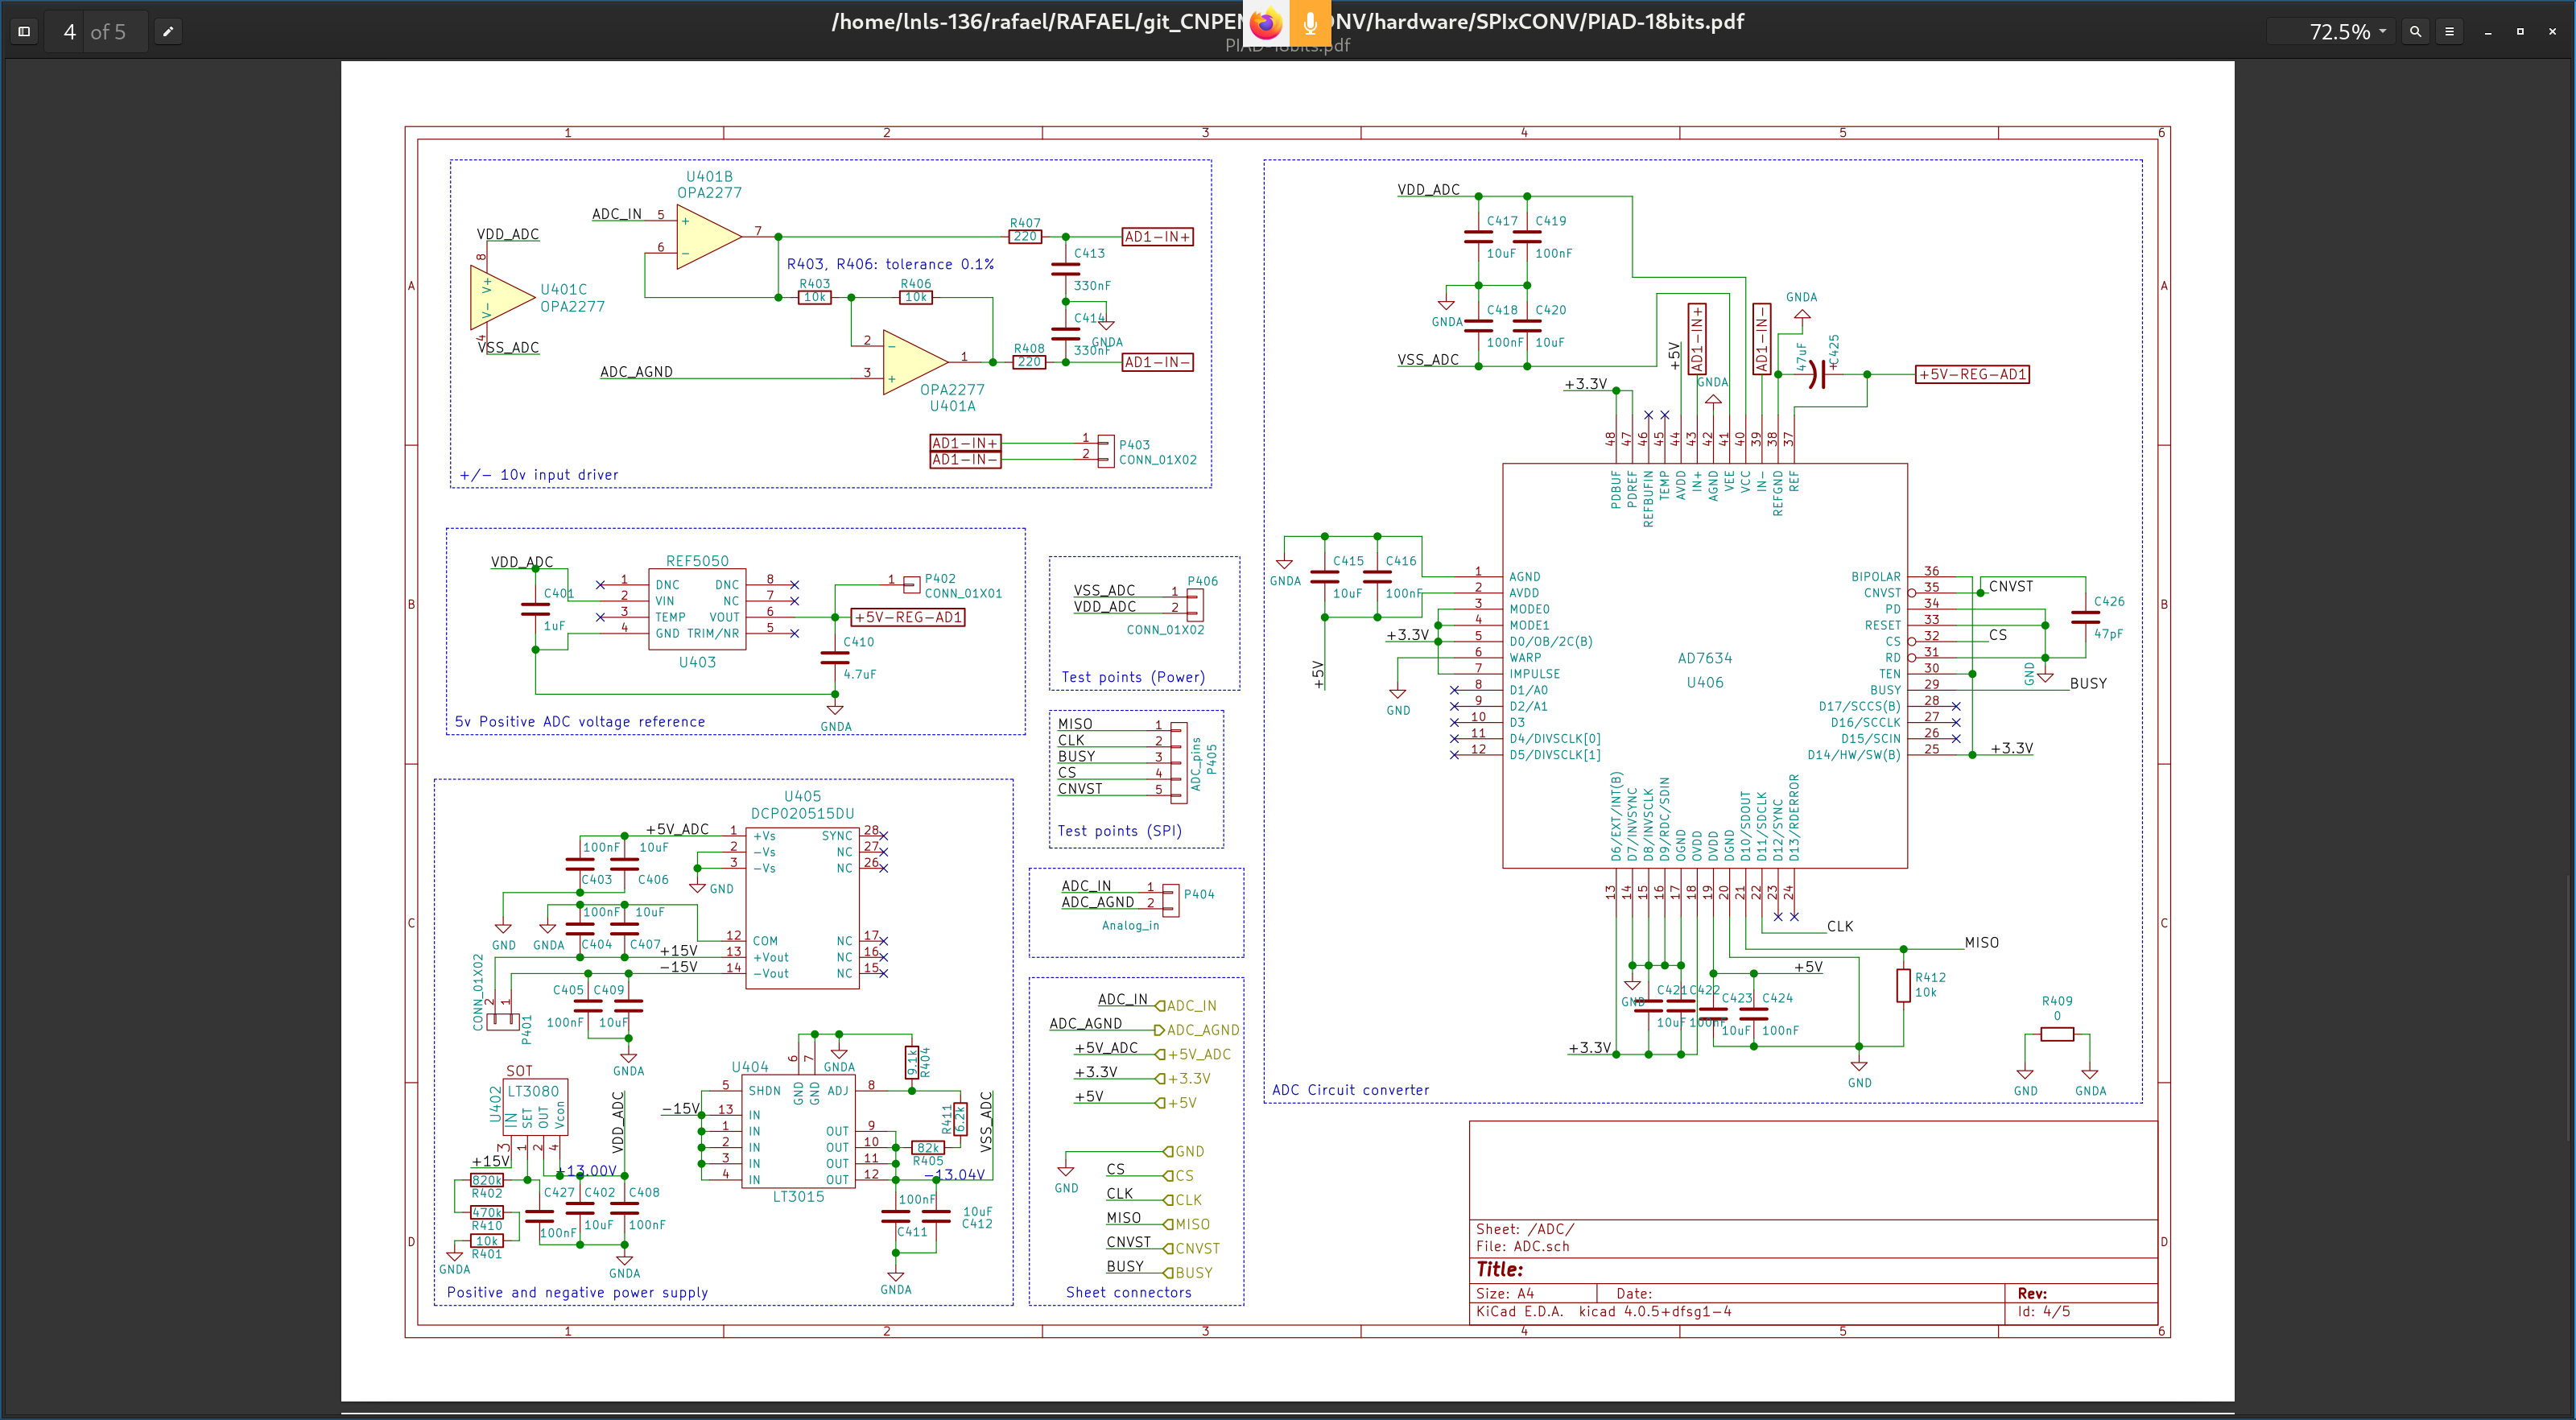 4 of 5
/home/lnls-136/rafael/RAFAEL/git_CNPEM
NV/hardware/SPIxCONV/PIAD-18bits.pdf
72.5%
1 2 3 4 5 6
A
B
C
D
U401B
OPA2277
ADC_IN 5 + 7
6 −
VDD_ADC
8
V+
V-
U401C
OPA2277
4
VSS_ADC
R403, R406: tolerance 0.1%
R403
10k
R406
10k
R407
220
AD1-IN+
C413
330nF
C414
GNDA
330nF
R408
220
AD1-IN-
ADC_AGND
2 −
3 +
1
OPA2277
U401A
AD1-IN+ 1 P403
AD1-IN- 2 CONN_01X02
+/- 10v input driver
VDD_ADC
REF5050
C401
1uF
1 DNC DNC 8
2 VIN NC 7
3 TEMP VOUT 6
4 GND TRIM/NR 5
U403
1 P402
CONN_01X01
+5V-REG-AD1
C410
4.7uF
GNDA
5v Positive ADC voltage reference
P406
VSS_ADC 1
VDD_ADC 2
CONN_01X02
Test points (Power)
MISO 1
CLK 2
BUSY 3
CS 4
CNVST 5
ADC_pins
P405
Test points (SPI)
ADC_IN 1 P404
ADC_AGND 2
Analog_in
U405
DCP020515DU
+5V_ADC 1 +Vs SYNC 28
2 -Vs NC 27
3 -Vs NC 26
100nF 10uF
C403 C406
GND
100nF 10uF
GND GNDA C404 C407
12 COM NC 17
+15V 13 +Vout NC 16
-15V 14 -Vout NC 15
CONN_01X02
2 1
P401
C405 C409
100nF 10uF
GNDA
SOT
LT3080
U402
IN
SET
OUT
Vcon
3 1 2 4
VDD_ADC
+15V
+13.00V
820k
R402
470k
R410
10k
R401
GNDA
C427 C402 C408
100nF 10uF 100nF
GNDA
U404
6 7
GNDA
9.1k
R404
5 SHDN GND GND ADJ 8
-15V 13 IN
1 IN OUT 9
2 IN OUT 10
3 IN OUT 11
4 IN OUT 12
LT3015
R411
6.2k
82k
R405
VSS_ADC
-13.04V
100nF
C411
10uF
C412
GNDA
Positive and negative power supply
ADC_IN ADC_IN
ADC_AGND ADC_AGND
+5V_ADC +5V_ADC
+3.3V +3.3V
+5V +5V
GND
GND
CS CS
CLK CLK
MISO MISO
CNVST CNVST
BUSY BUSY
Sheet connectors
VDD_ADC
C417 C419
10uF 100nF
GNDA
C418 C420
100nF 10uF
VSS_ADC
+3.3V
+5V
AD1-IN+
GNDA
AD1-IN-
GNDA
47uF
C425
+5V-REG-AD1
48 47 46 45 44 43 42 41 40 39 38 37
PDBUF
PDREF
REFBUFIN
TEMP
AVDD
IN+
AGND
VEE
VCC
IN-
REFGND
REF
GNDA
C415 C416
10uF 100nF
+3.3V
+5V
GND
1 AGND
2 AVDD
3 MODE0
4 MODE1
5 D0/OB/2C(B)
6 WARP
7 IMPULSE
8 D1/A0
9 D2/A1
10 D3
11 D4/DIVSCLK[0]
12 D5/DIVSCLK[1]
AD7634
U406
BIPOLAR 36
CNVST 35 CNVST
PD 34
RESET 33
CS 32 CS
RD 31
TEN 30
BUSY 29 BUSY
D17/SCCS(B) 28
D16/SCCLK 27
D15/SCIN 26
D14/HW/SW(B) 25 +3.3V
C426
47pF
GND
D6/EXT/INT(B)
D7/INVSYNC
D8/INVSCLK
D9/RDC/SDIN
OGND
OVDD
DVDD
DGND
D10/SDOUT
D11/SDCLK
D12/SYNC
D13/RDERROR
13 14 15 16 17 18 19 20 21 22 23 24
CLK
MISO
+5V
GND
C421 C422 C423 C424
10uF 100nF 10uF 100nF
+3.3V
R412
10k
GND
R409
0
GND GNDA
ADC Circuit converter
Sheet: /ADC/
File: ADC.sch
Title:
Size: A4 Date: Rev:
KiCad E.D.A. kicad 4.0.5+dfsg1-4 Id: 4/5
1 2 3 4 5 6